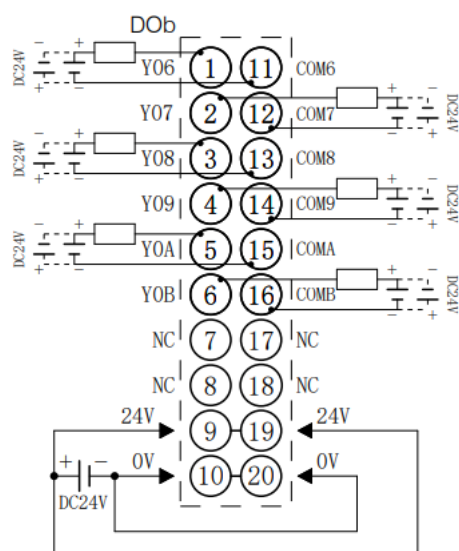 DOb
DC24V - + Y06 1 11 COM6
+ -
Y07 2 12 COM7 + - DC24V
- +
DC24V - + Y08 3 13 COM8
+ -
Y09 4 14 COM9 + - DC24V
- +
DC24V - + Y0A 5 15 COMA
+ -
Y0B 6 16 COMB + - DC24V
- +
NC 7 17 NC
NC 8 18 NC
24V 9 19 24V
+ - 0V 10 20 0V
DC24V